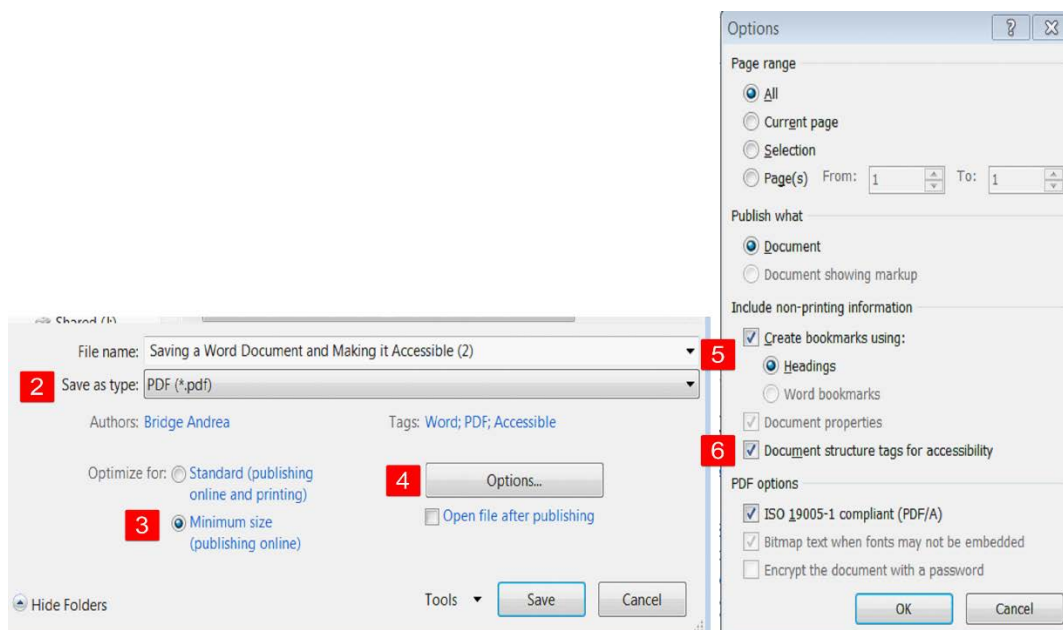 Shared (J:)
File name: Saving a Word Document and Making it Accessible (2)
2 Save as type: PDF (*.pdf)
Authors: Bridge Andrea Tags: Word; PDF; Accessible
Optimize for: Standard (publishing
online and printing)
3 Minimum size
(publishing online)
4 Options...
Open file after publishing
Hide Folders Tools Save Cancel
Options
Page range
All
Current page
Selection
Page(s) From: 1 To: 1
Publish what
Document
Document showing markup
Include non-printing information
5 Create bookmarks using:
Headings
Word bookmarks
Document properties
6 Document structure tags for accessibility
PDF options
ISO 19005-1 compliant (PDF/A)
Bitmap text when fonts may not be embedded
Encrypt the document with a password
OK Cancel